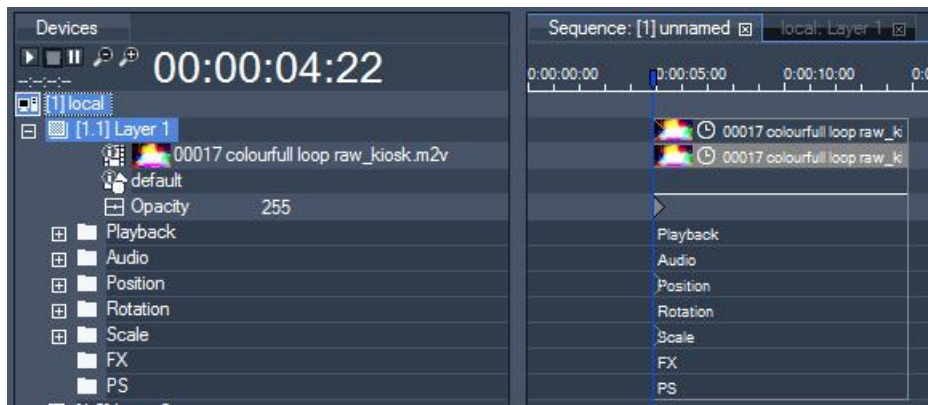 Devices
00:00:04:22
--:--:--
[1] local
[1.1] Layer 1
00017 colourfull loop raw_kiosk.m2v
default
Opacity 255
Playback
Audio
Position
Rotation
Scale
FX
PS
Sequence: [1] unnamed
local: Layer 1
0:00:00:00 0:00:05:00 0:00:10:00
00017 colourfull loop raw_ki
00017 colourfull loop raw_ki
Playback
Audio
Position
Rotation
Scale
FX
PS